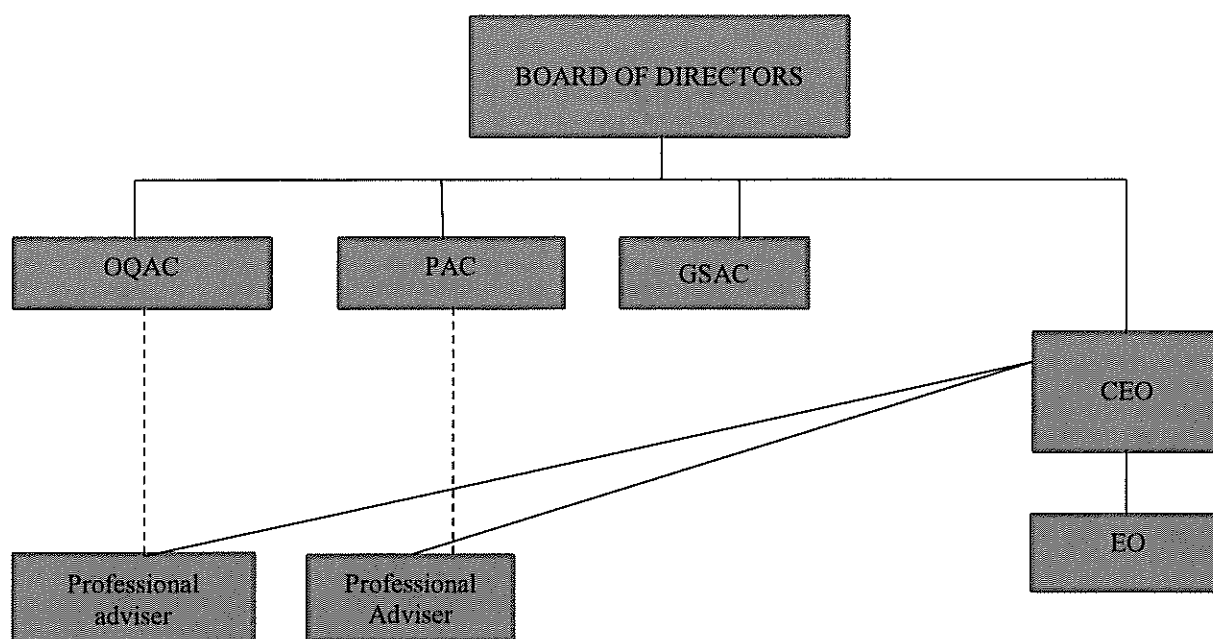 BOARD OF DIRECTORS
OQAC
PAC
GSAC
CEO
EO
Professional
adviser
Professional
Adviser